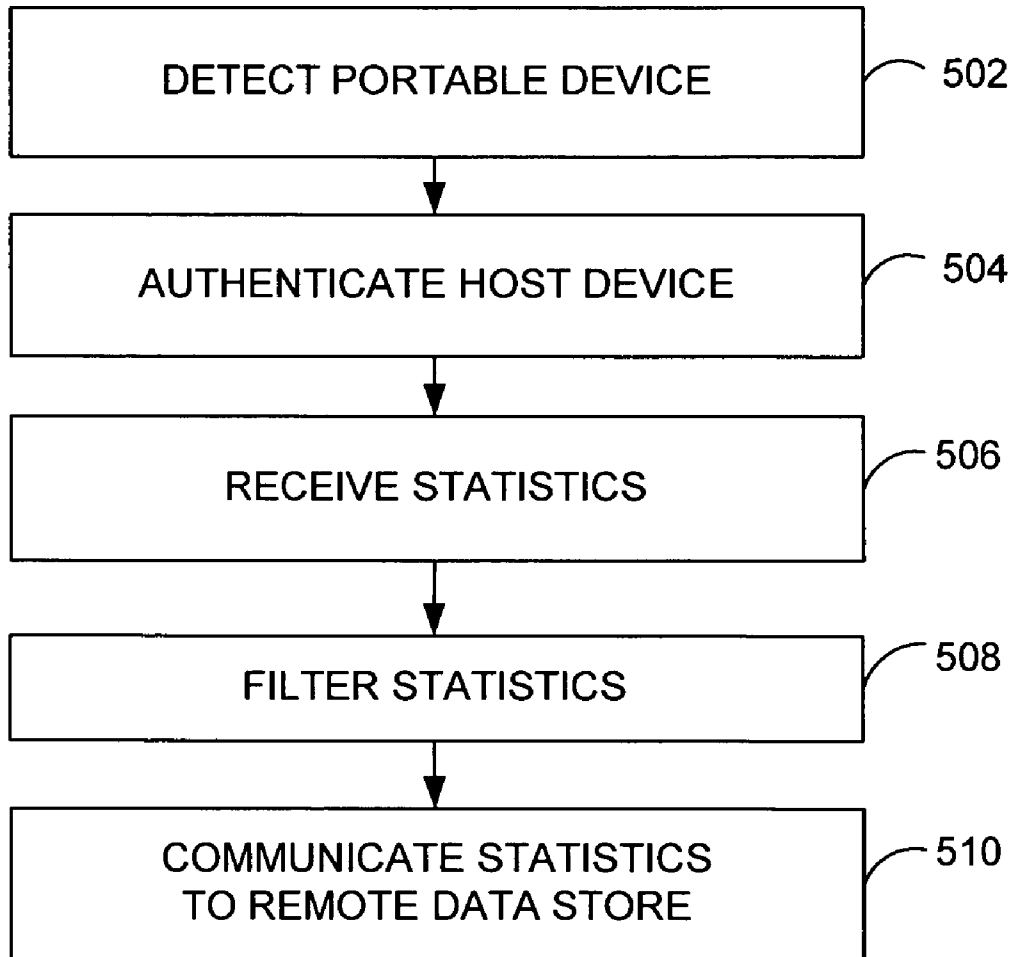 DETECT PORTABLE DEVICE
502
AUTHENTICATE HOST DEVICE
504
RECEIVE STATISTICS
506
FILTER STATISTICS
508
COMMUNICATE STATISTICS
TO REMOTE DATA STORE
510